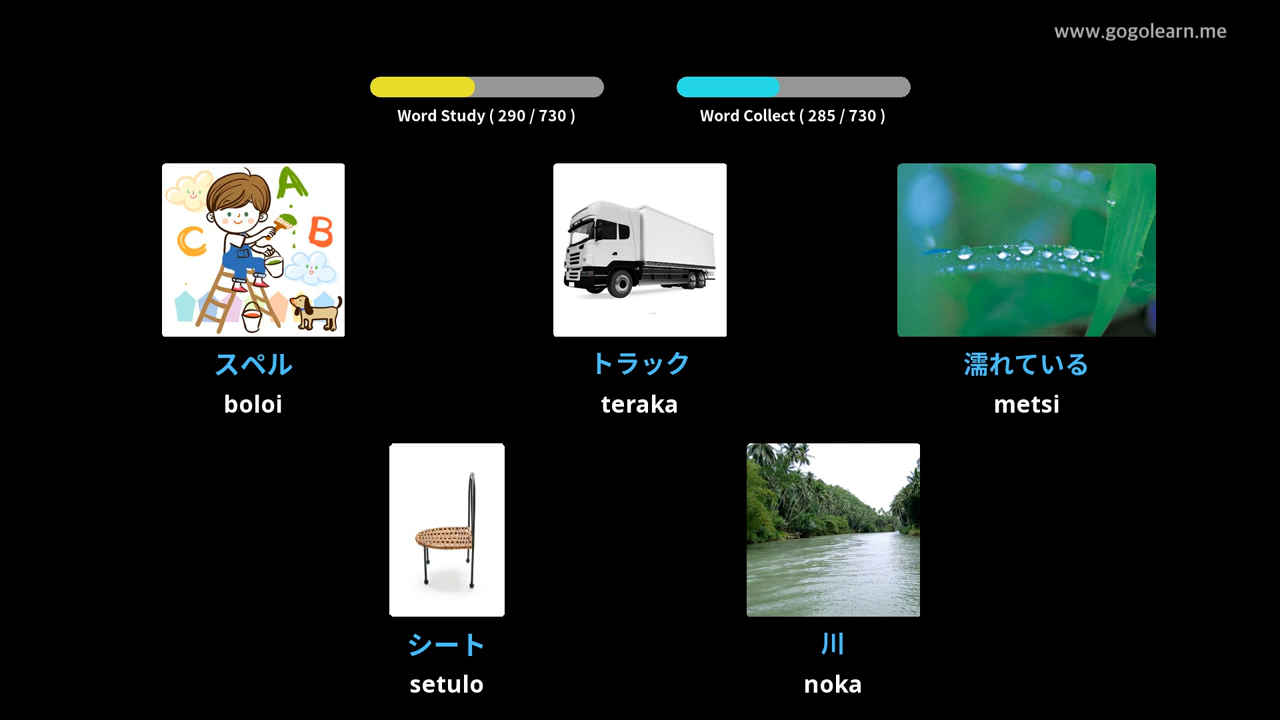 www.gogolearn.me
Word Study ( 290 / 730 )
Word Collect ( 285 / 730 )
A
B
C
スペル
トラック
濡れている
boloi
teraka
metsi
シート
川
setulo
noka